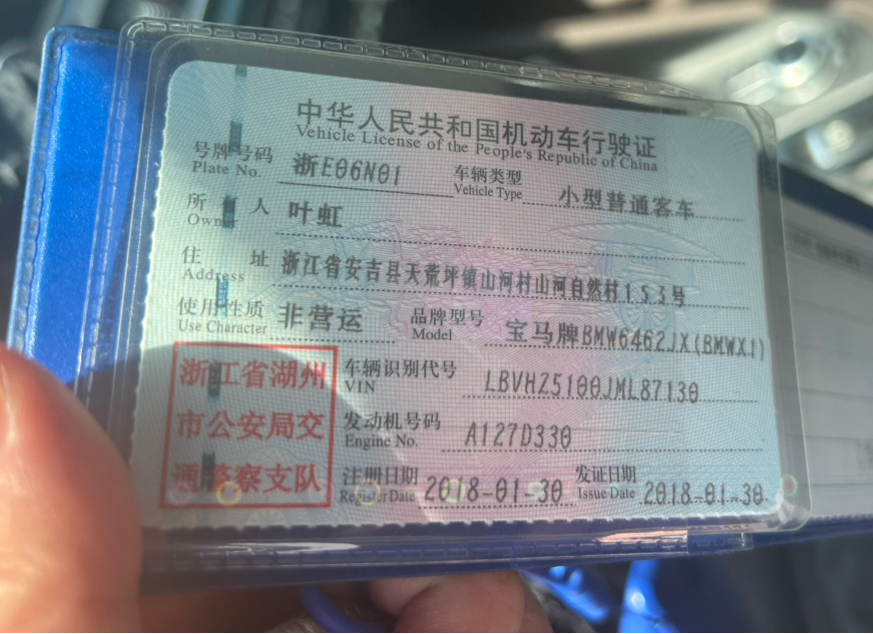 中华人民共和国机动车行驶证
Vehicle License of the People's Republic of China
号牌号码 浙E06N01 车辆类型 小型普通客车
Plate No. Vehicle Type
所有人 叶虹
Owner
住址 浙江省安吉县天荒坪镇山河村山河自然村153号
Address
使用性质 非营运 品牌型号 宝马牌BMW6462JX(BMWX1)
Use Character Model
浙江省湖州 车辆识别代号 LBVHZ5100JML87130
VIN
市公安局交 发动机号码 A127D330
Engine No.
通警察支队 注册日期 2018-01-30 发证日期 2018-01-30
Register Date Issue Date